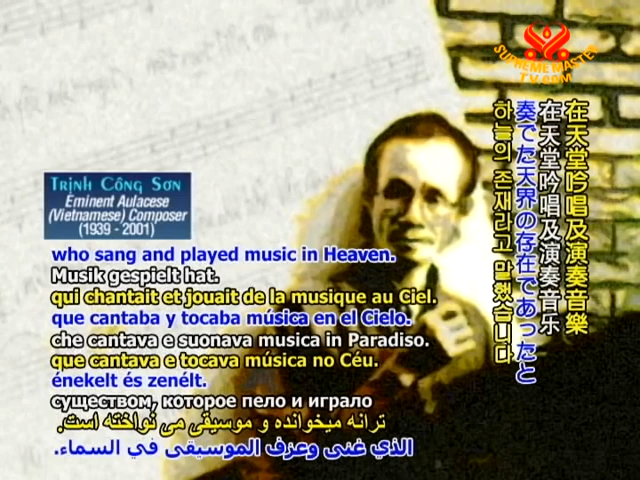 SUPREME MASTER
TV.COM
TRỊNH CÔNG SƠN
Eminent Aulacese
(Vietnamese) Composer
(1939 - 2001)
who sang and played music in Heaven.
Musik gespielt hat.
qui chantait et jouait de la musique au Ciel.
que cantaba y tocaba música en el Cielo.
che cantava e suonava musica in Paradiso.
que cantava e tocava música no Céu.
énekelt és zenélt.
существом, которое пело и играло
ترانه میخوانده و موسیقی می نواخته است.
الذي غنى وعزف الموسيقى في السماء.
在天堂吟唱及演奏音樂
在天堂吟唱及演奏音乐
奏でた天界の存在であったと
하늘의 존재라고 말했습니다